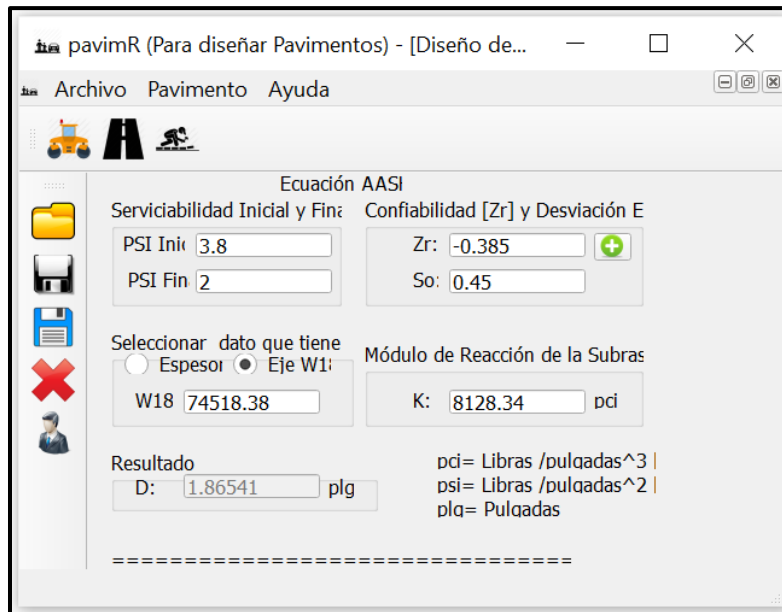 pavimR (Para diseñar Pavimentos) - [Diseño de...
Archivo Pavimento Ayuda
Ecuación AASH
Serviciabilidad Inicial y Fina
Confiabilidad [Zr] y Desviación E
PSI Inic 3.8
Zr: -0.385
PSI Fin 2
So: 0.45
Seleccionar dato que tiene
Espesor Eje W18
Módulo de Reacción de la Subras
W18 74518.38
K: 8128.34 pci
Resultado
D: 1.86541 plg
pci= Libras /pulgadas^3 |
psi= Libras /pulgadas^2 |
plg= Pulgadas
==================================